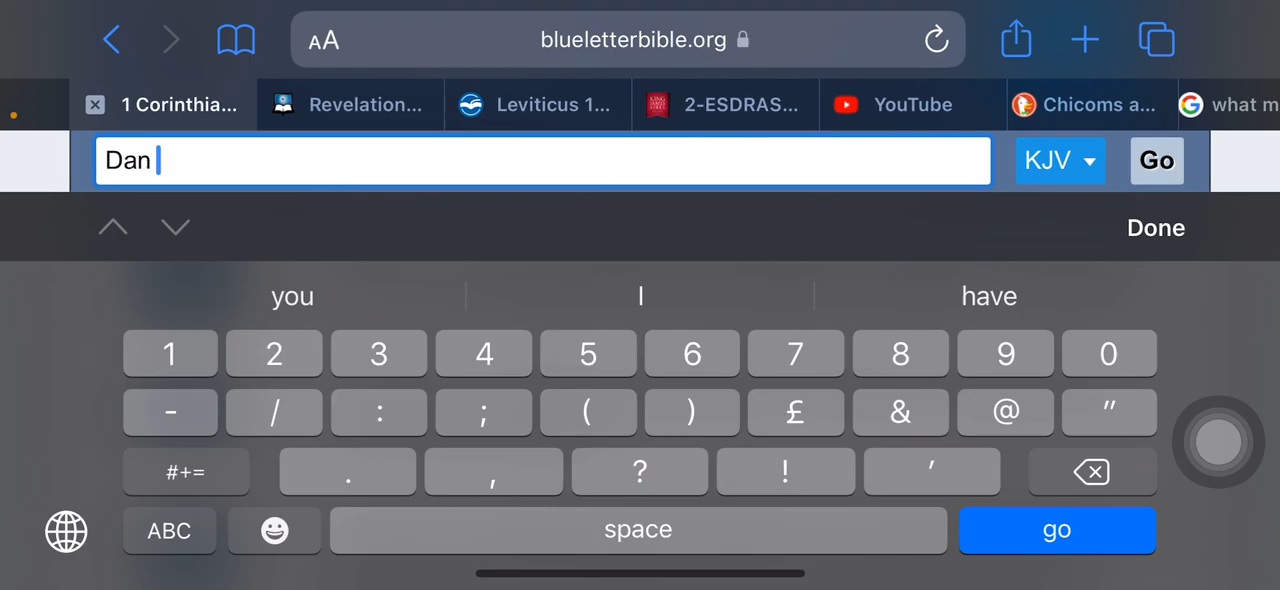 AA blueletterbible.org
1 Corinthia... Revelation... Leviticus 1... 2-ESDRAS... YouTube Chicoms a... what m
Dan KJV Go
Done
you I have
1 2 3 4 5 6 7 8 9 0
- / : ; ( ) £ & @ "
#+= . , ? ! '
ABC space go